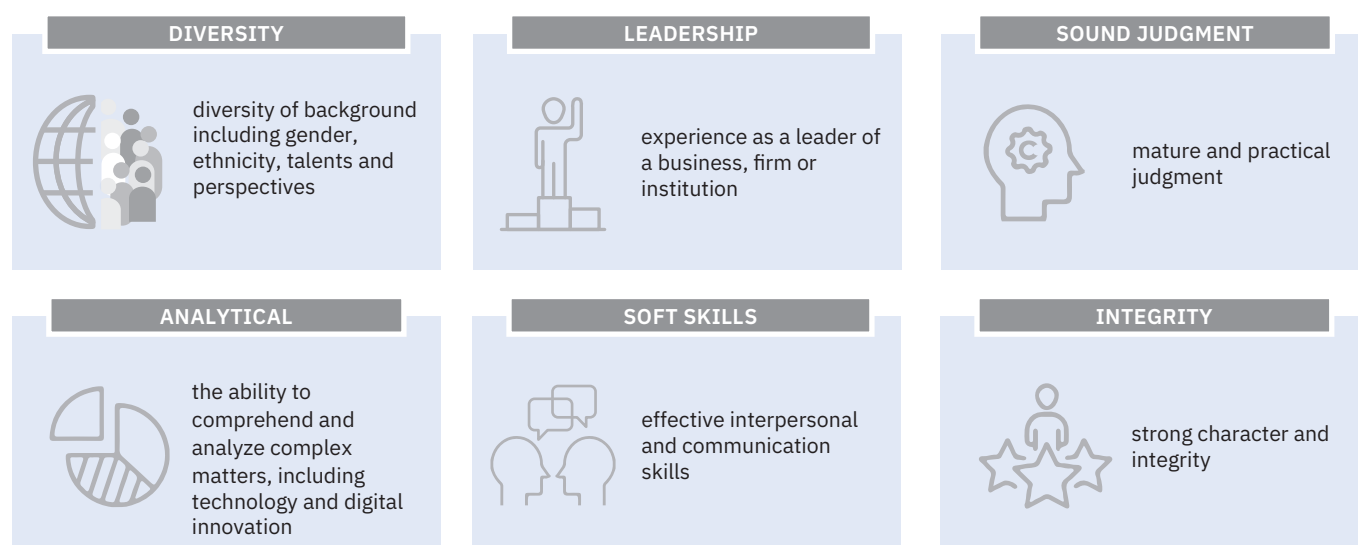 DIVERSITY
diversity of background
including gender,
ethnicity, talents and
perspectives
LEADERSHIP
experience as a leader of
a business, firm or
institution
SOUND JUDGMENT
C
mature and practical
judgment
ANALYTICAL
the ability to
comprehend and
analyze complex
matters, including
technology and digital
innovation
SOFT SKILLS
effective interpersonal
and communication
skills
INTEGRITY
strong character and
integrity